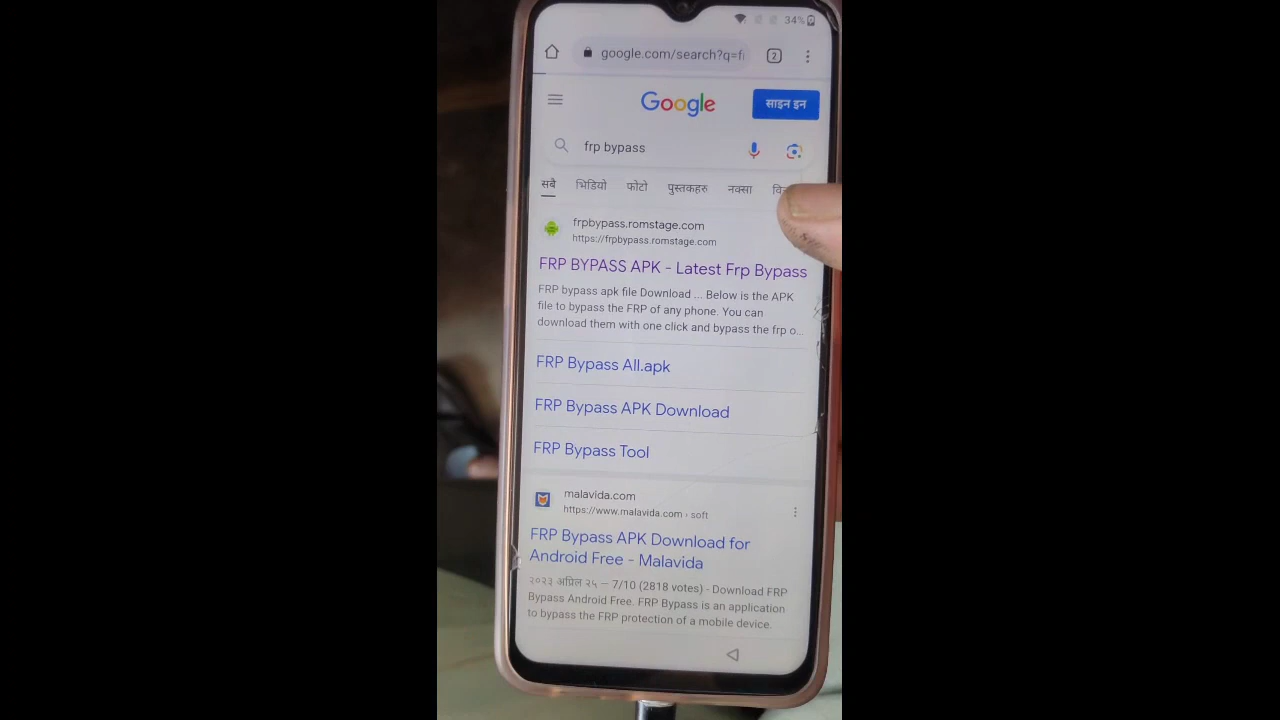 34%
google.com/search?q=f
2
Google
साइन इन
frp bypass
सबै भिडियो फोटो पुस्तकहरु नक्सा
frpbypass.romstage.com
https://frpbypass.romstage.com
FRP BYPASS APK - Latest Frp Bypass
FRP bypass apk file Download ... Below is the APK
file to bypass the FRP of any phone. You can
download them with one click and bypass the frp o...
FRP Bypass All.apk
FRP Bypass APK Download
FRP Bypass Tool
malavida.com
https://www.malavida.com › soft
FRP Bypass APK Download for
Android Free - Malavida
२०२३ अप्रिल २५ — 7/10 (2818 votes) - Download FRP
Bypass Android Free. FRP Bypass is an application
to bypass the FRP protection of a mobile device.